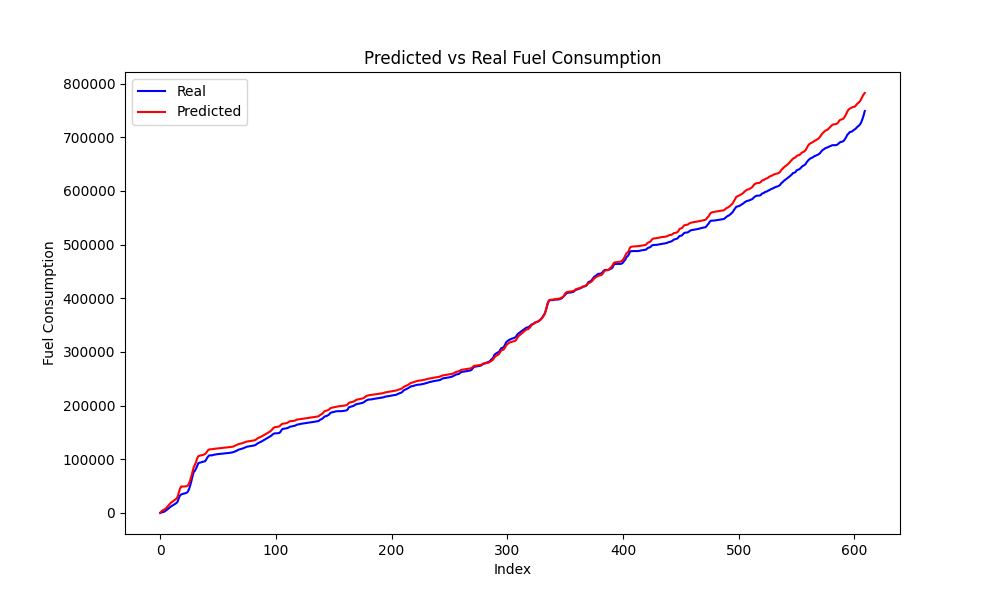 Predicted vs Real Fuel Consumption
Real
Predicted
Fuel Consumption
800000
700000
600000
500000
400000
300000
200000
100000
0
0 100 200 300 400 500 600
Index